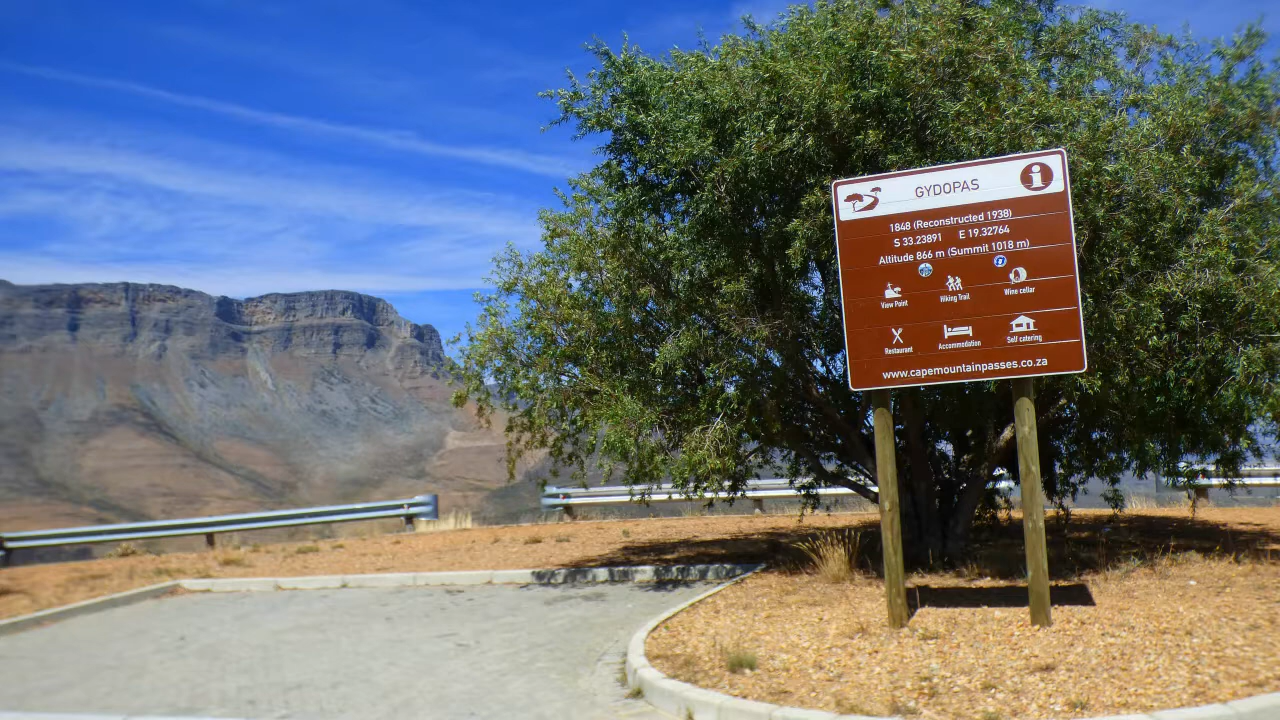 GYDOPAS
1848 (Reconstructed 1938)
S 33.23891 E 19.32764
Altitude 866 m (Summit 1018 m)
View Point Hiking Trail Wine cellar
Restaurant Accommodation Self catering
www.capemountainpasses.co.za